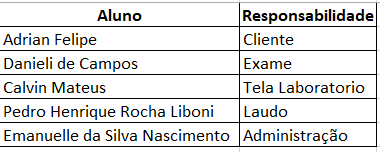 Aluno Responsabilidade
Adrian Felipe Cliente
Danieli de Campos Exame
Calvin Mateus Tela Laboratorio
Pedro Henrique Rocha Liboni Laudo
Emanuelle da Silva Nascimento Administração